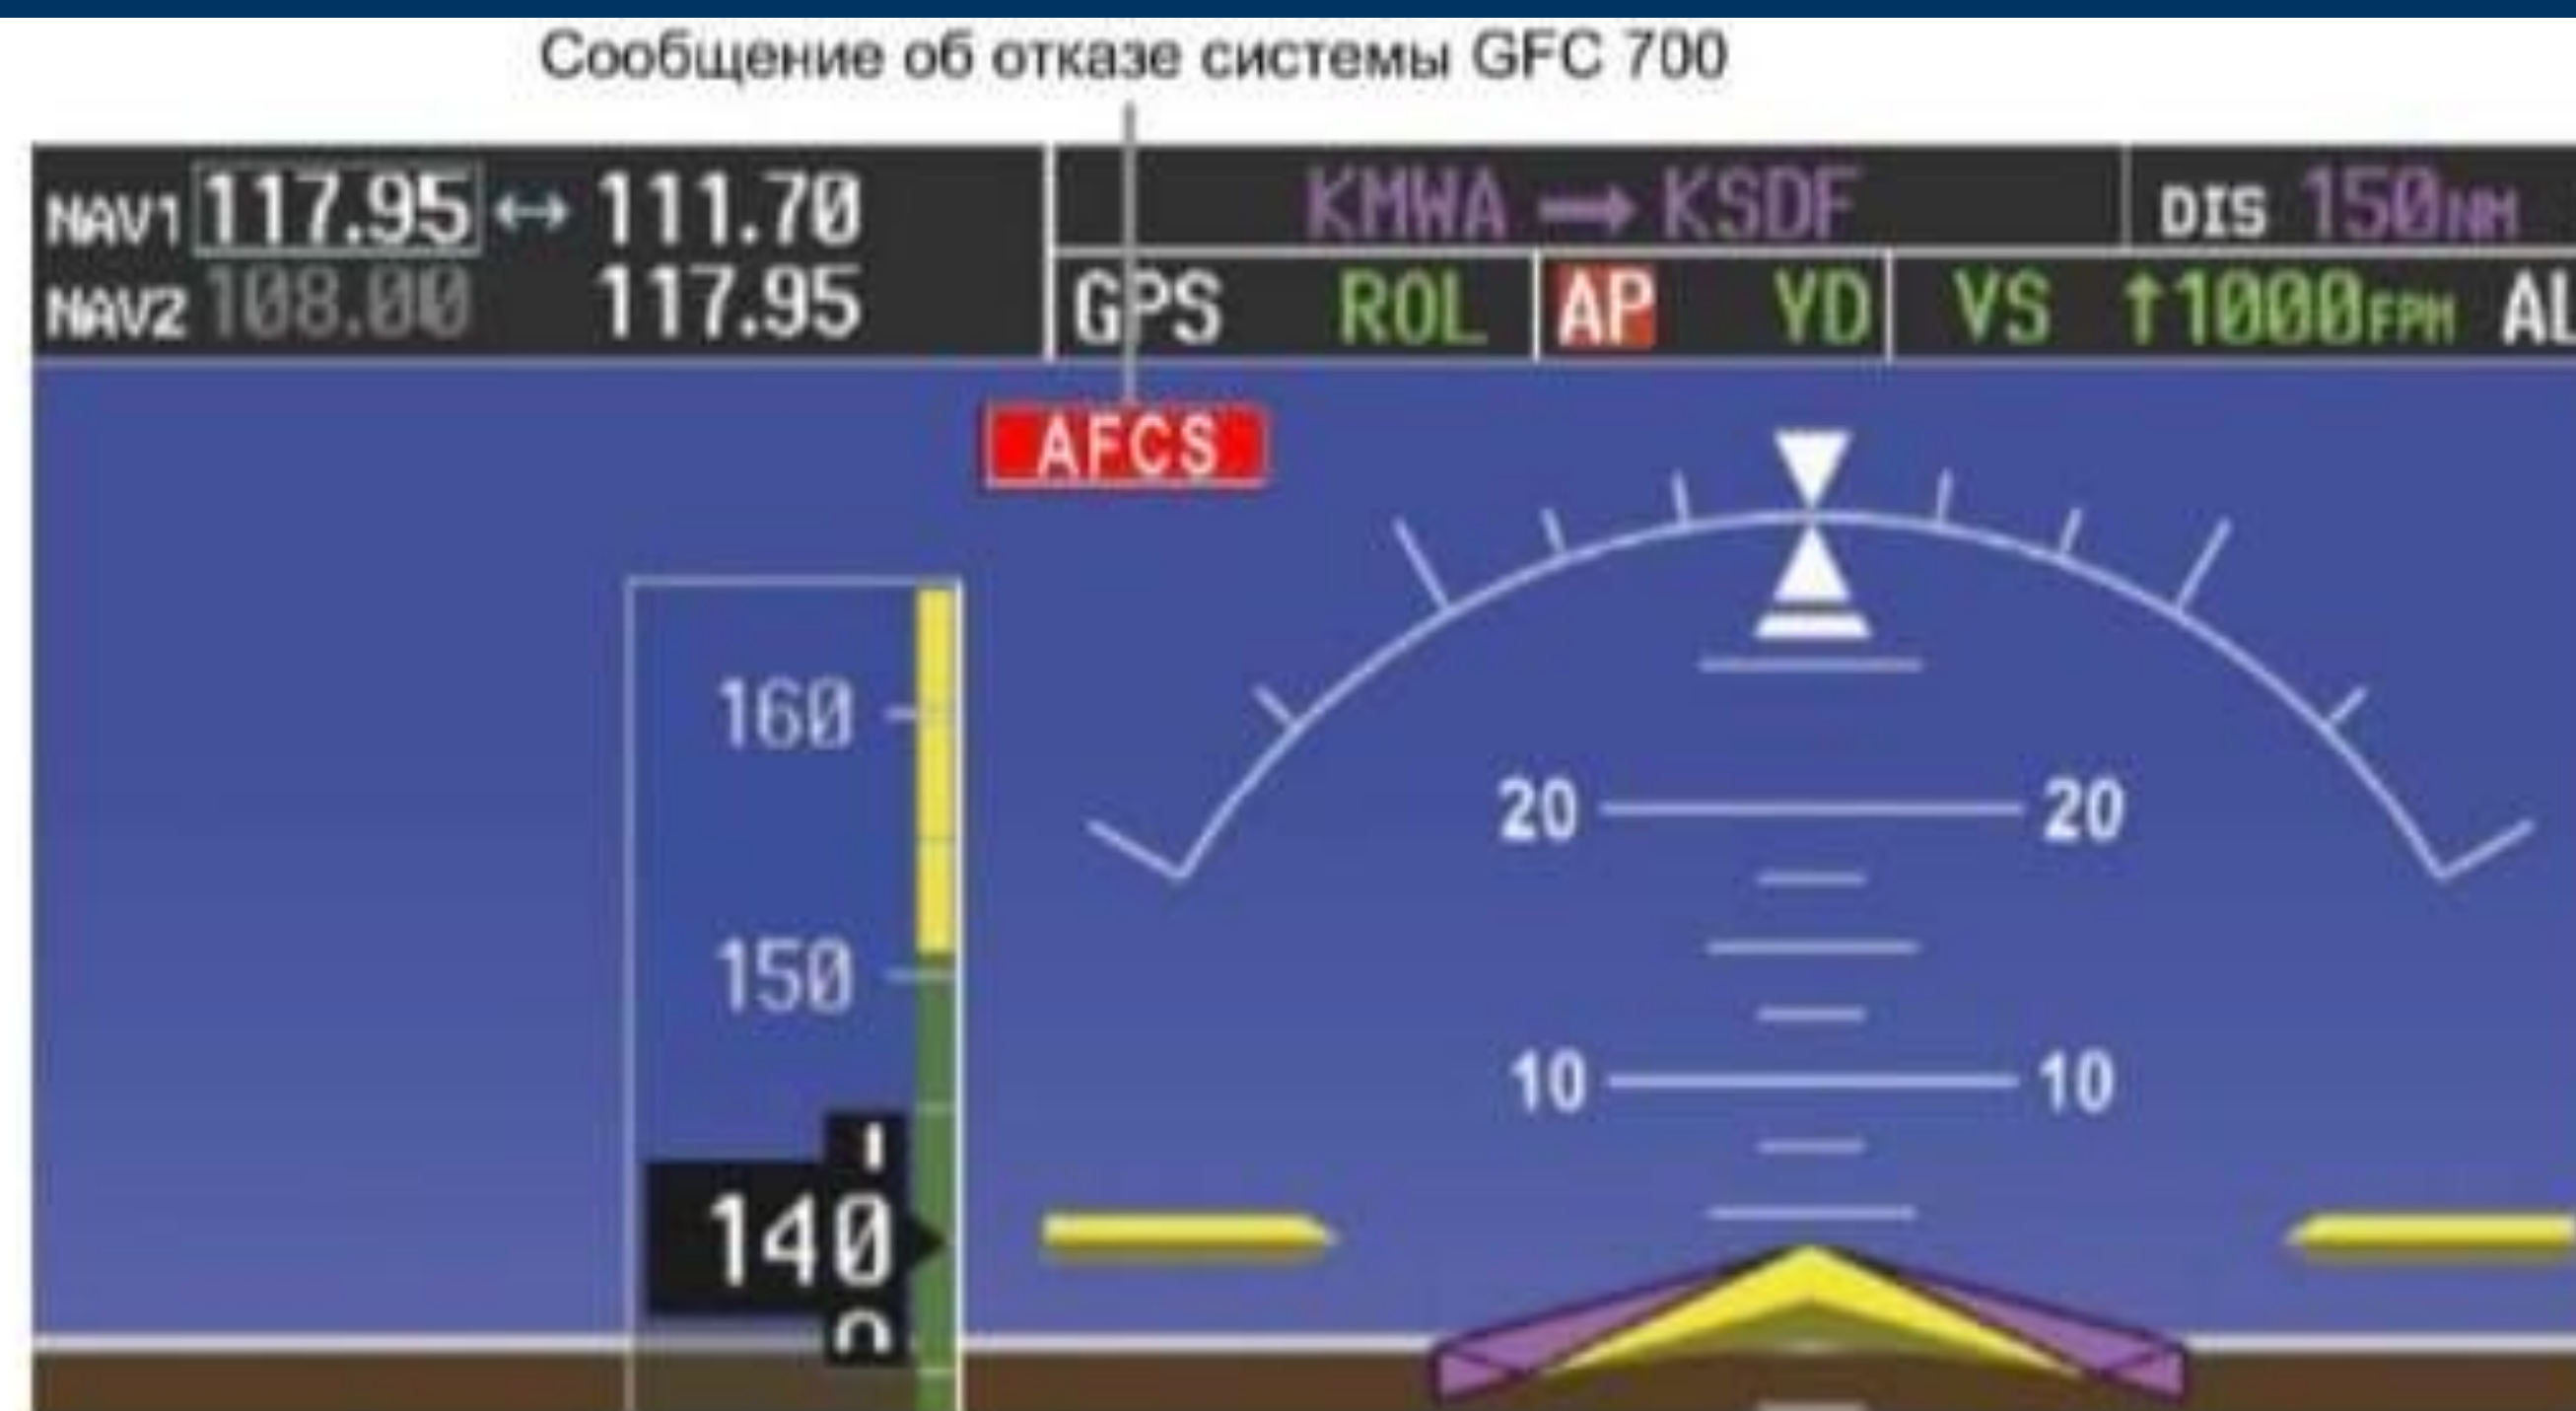 Сообщение об отказе системы GFC 700
NAV1 117.95 ↔ 111.70 KMWA → KSDF DIS 150NM
NAV2 108.00 117.95 GPS ROL AP YD VS ↑1000FPM AL
AFCS
160
20 20
150
10 10
140